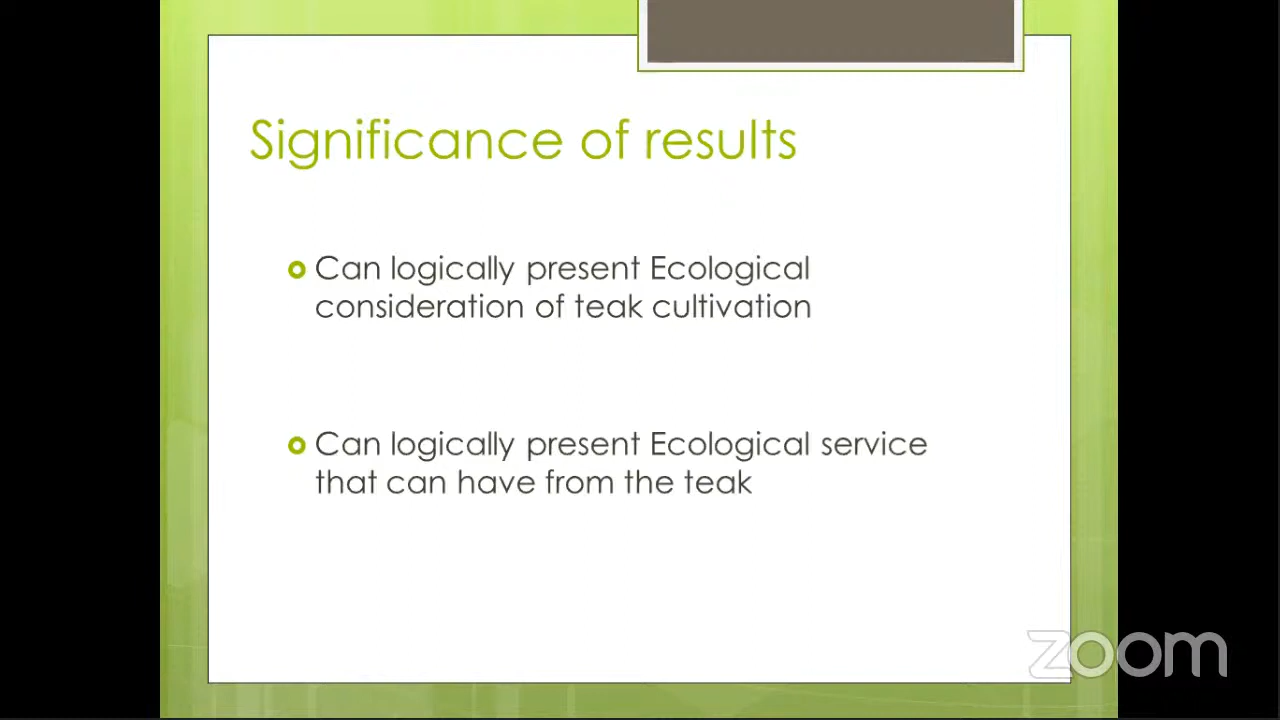 Significance of results
Can logically present Ecological
consideration of teak cultivation
Can logically present Ecological service
that can have from the teak
zoom